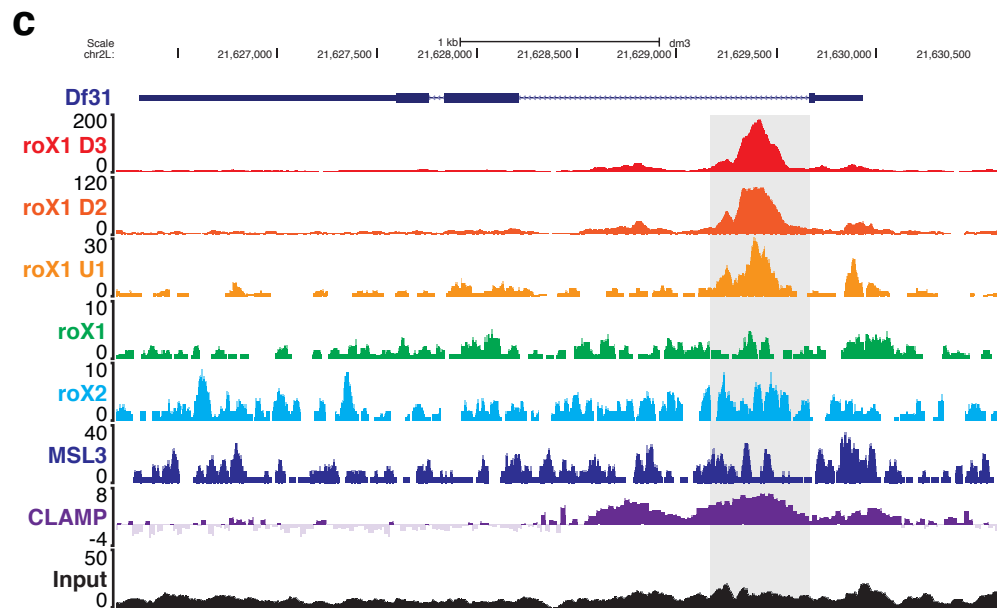 c
Scale 1 kb dm3
chr2L: 21,627,000 21,627,500 21,628,000 21,628,500 21,629,000 21,629,500 21,630,000 21,630,500
Df31
200
roX1 D3
0
120
roX1 D2
0
30
roX1 U1
0
10
roX1
0
10
roX2
0
40
MSL3
0
8
CLAMP
-4
50
Input
0